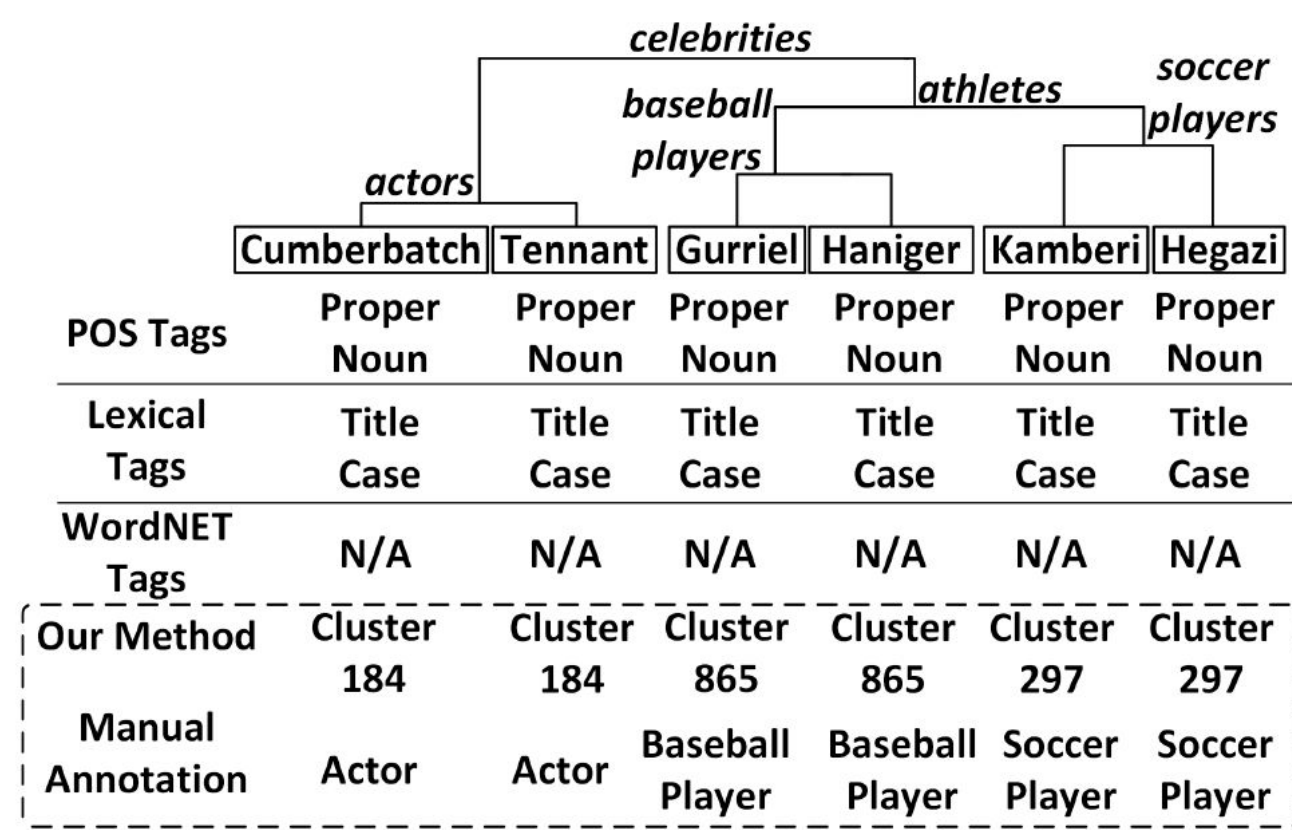 celebrities
soccer
baseball athletes
players
players
actors
Cumberbatch Tennant Gurriel Haniger Kamberi Hegazi
Proper Proper Proper Proper Proper Proper
POS Tags
Noun Noun Noun Noun Noun Noun
Lexical Title Title Title Title Title Title
Tags Case Case Case Case Case Case
WordNET
N/A N/A N/A N/A N/A N/A
Tags
Our Method Cluster Cluster Cluster Cluster Cluster Cluster
184 184 865 865 297 297
Manual Baseball Baseball Soccer Soccer
Annotation Actor Actor Player Player Player Player